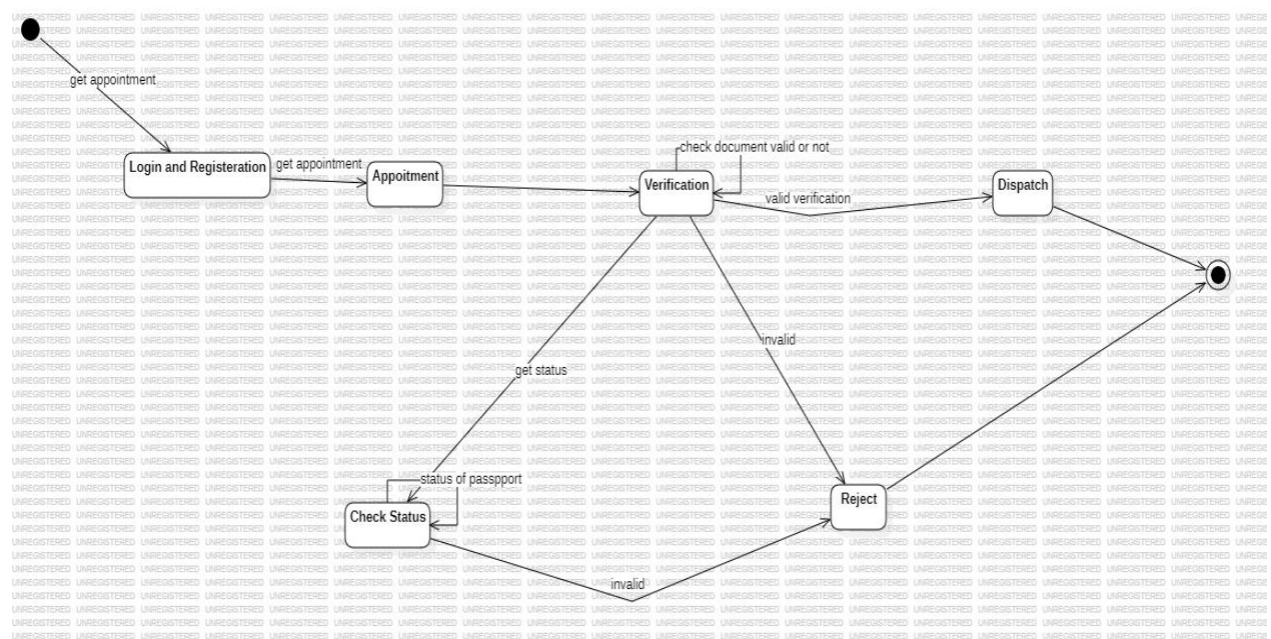 get appointment
Login and Registeration
get appointment
Appoitment
check document valid or not
Verification
valid verification
Dispatch
invalid
get status
status of passpport
Check Status
Reject
invalid
UNREGISTERED